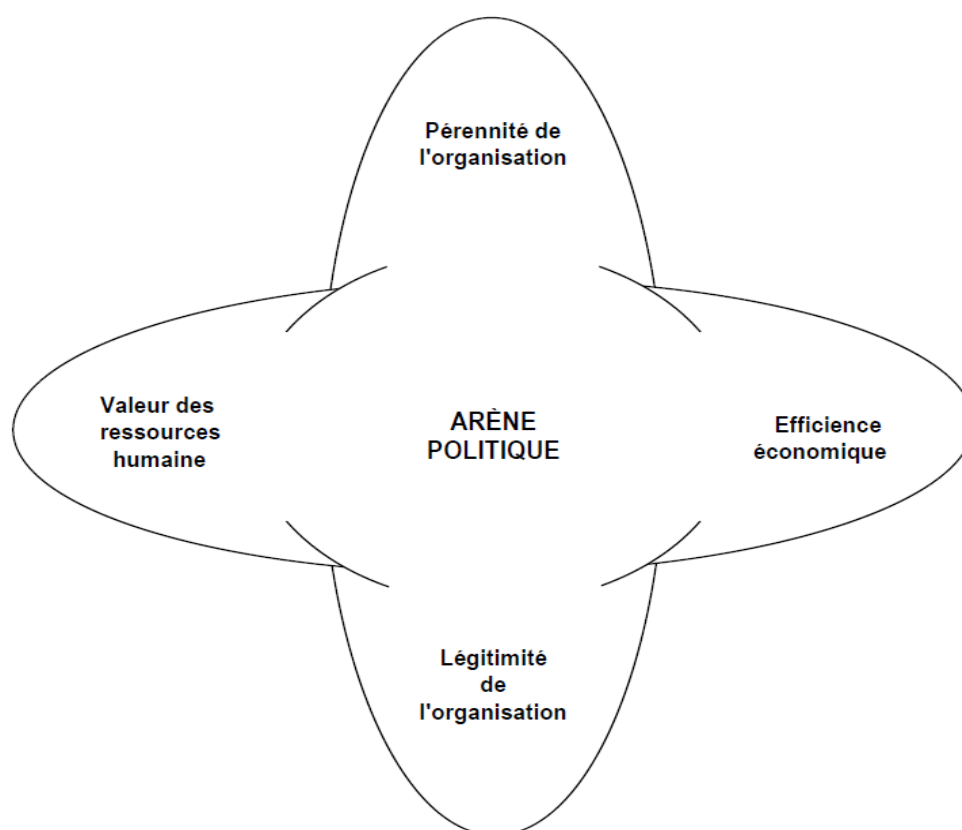 Pérennité de
l'organisation
Valeur des
ressources
humaine
ARÈNE
POLITIQUE
Efficience
économique
Légitimité
de
l'organisation